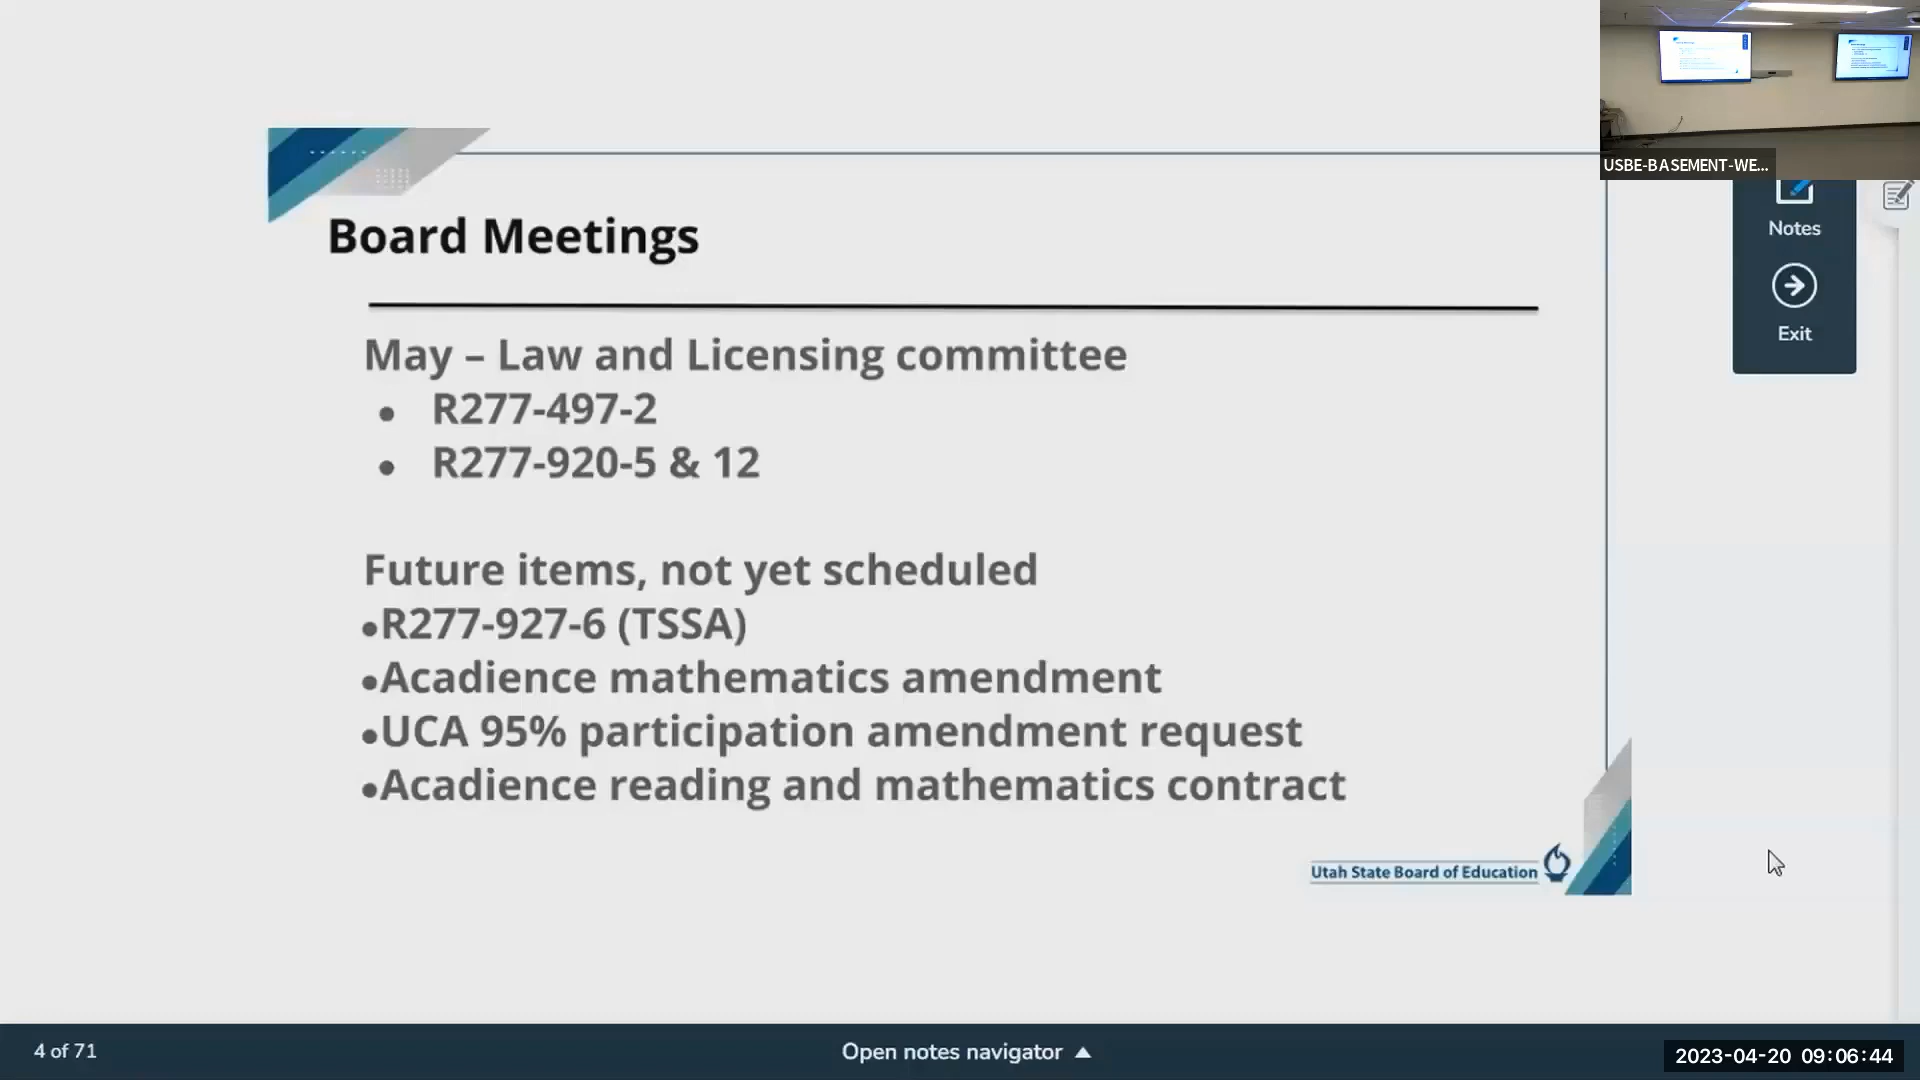 USBE-BASEMENT-WE...
Notes
Exit
Board Meetings
May – Law and Licensing committee
● R277-497-2
● R277-920-5 & 12
Future items, not yet scheduled
●R277-927-6 (TSSA)
●Acadience mathematics amendment
●UCA 95% participation amendment request
●Acadience reading and mathematics contract
Utah State Board of Education
4 of 71
Open notes navigator ▲
2023-04-20 09:06:44